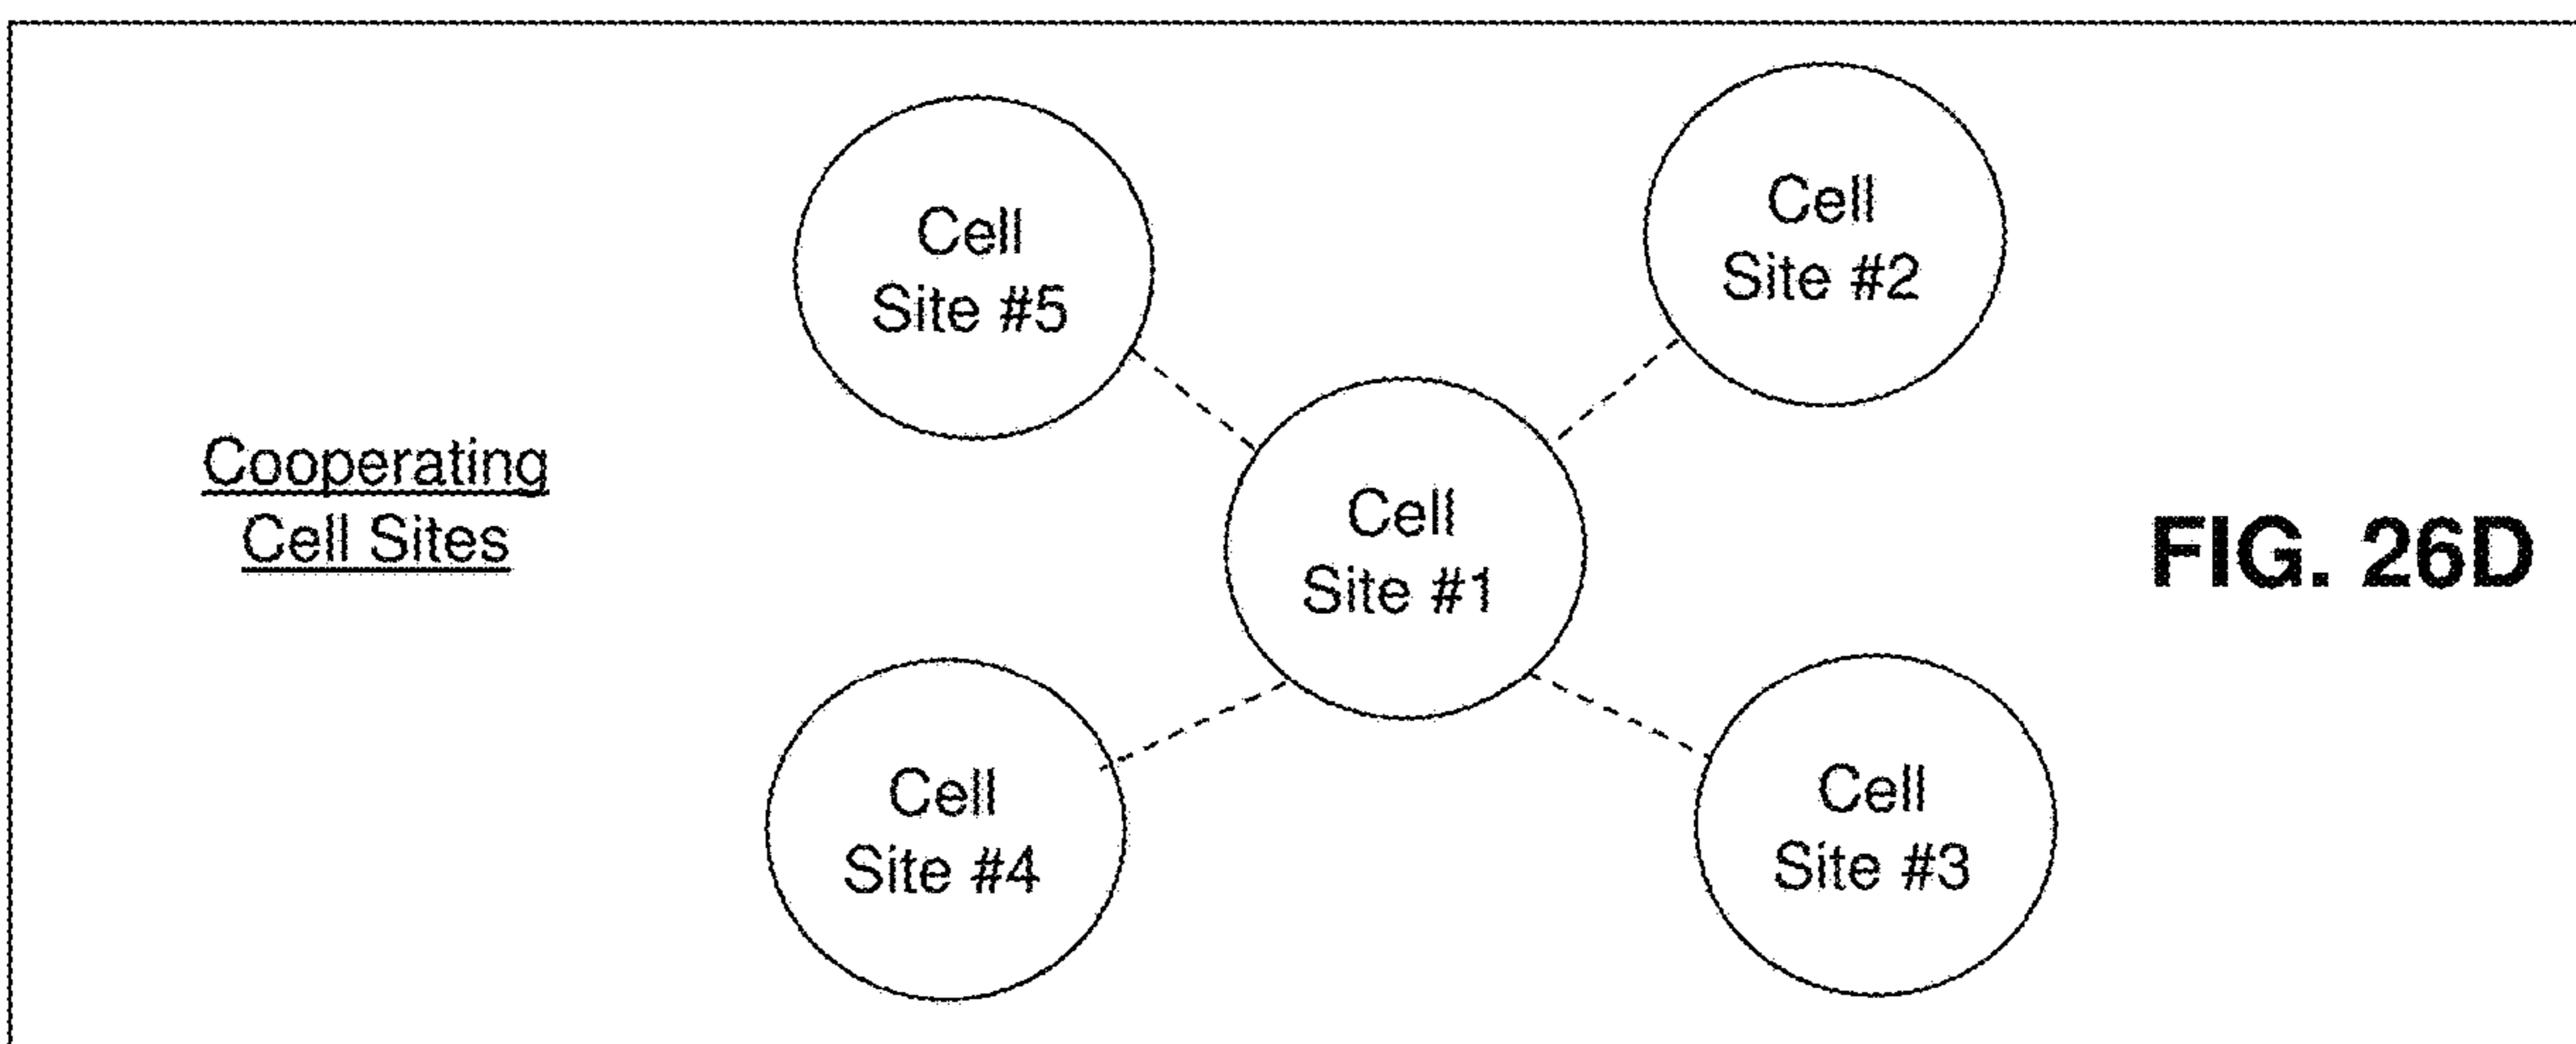 Cell
Site #5
Cell
Site #2
Cooperating
Cell Sites
Cell
Site #1
FIG. 26D
Cell
Site #4
Cell
Site #3